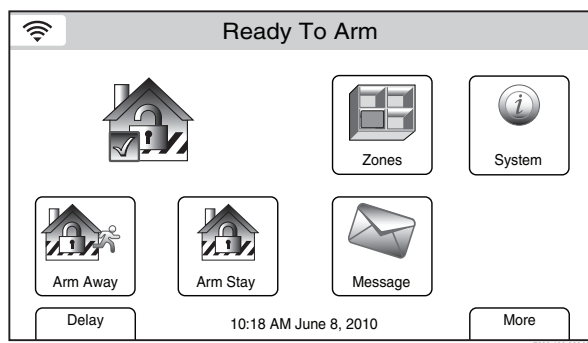 Ready To Arm
Zones
System
Arm Away
Arm Stay
Message
Delay
10:18 AM June 8, 2010
More